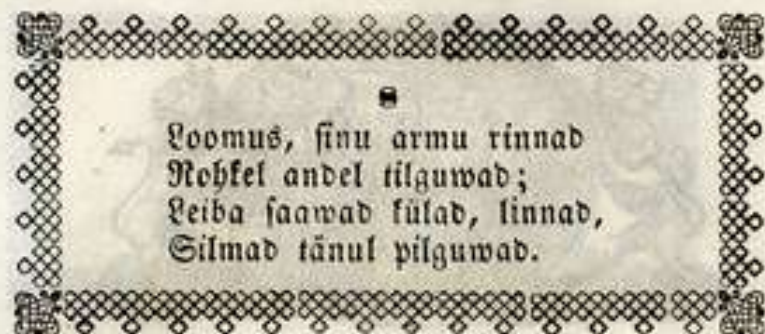 Loomus, sinu armu rinnad
Rohkel andel tilguwad;
Leiba saawad külad, linnad,
Silmad tänul pilguwad.